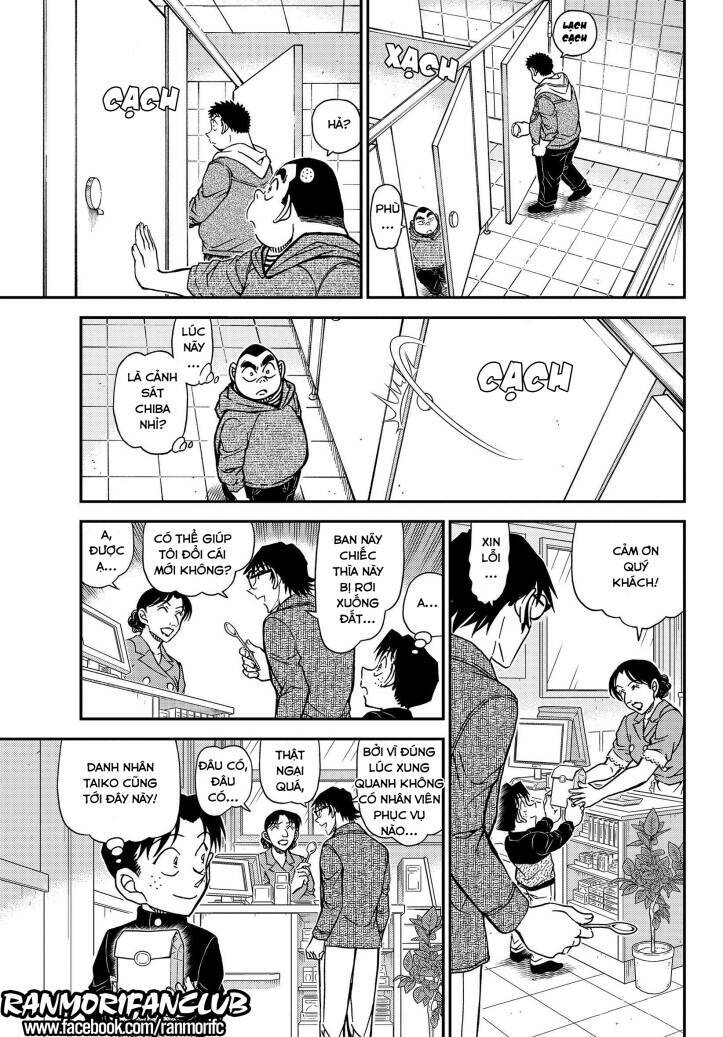 LẠCH
CẠCH
XẠCH
PHÙ
...
HẢ?
CẠCH
CẠCH
LÚC
NÃY
...
LÀ CẢNH
SÁT
CHIBA
NHỈ?
CẢM ƠN
QUÝ
KHÁCH!
XIN
LỖI
...
A...
BAN NÃY
CHIẾC
THÌA NÀY
BỊ RƠI
XUỐNG
ĐẤT...
CÓ THỂ GIÚP
TÔI ĐỔI CÁI
MỚI KHÔNG?
A,
ĐƯỢC
Ạ...
BỞI VÌ ĐÚNG
LÚC XUNG
QUANH KHÔNG
CÓ NHÂN VIÊN
PHỤC VỤ
NÀO...
THẬT
NGẠI
QUÁ,
ĐÂU CÓ,
ĐÂU
CÓ...
DANH NHÂN
TAIKO CŨNG
TỚI ĐÂY NÀY!
RANMORIFANCLUB
www.facebook.com/ranmorifc